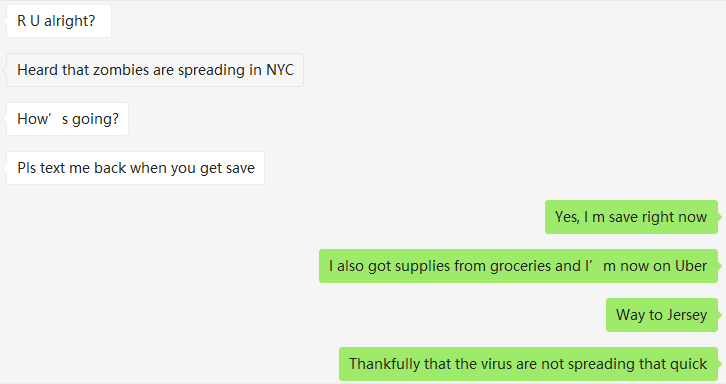 R U alright?
Heard that zombies are spreading in NYC
How’s going?
Pls text me back when you get save
Yes, I m save right now
I also got supplies from groceries and I’m now on Uber
Way to Jersey
Thankfully that the virus are not spreading that quick